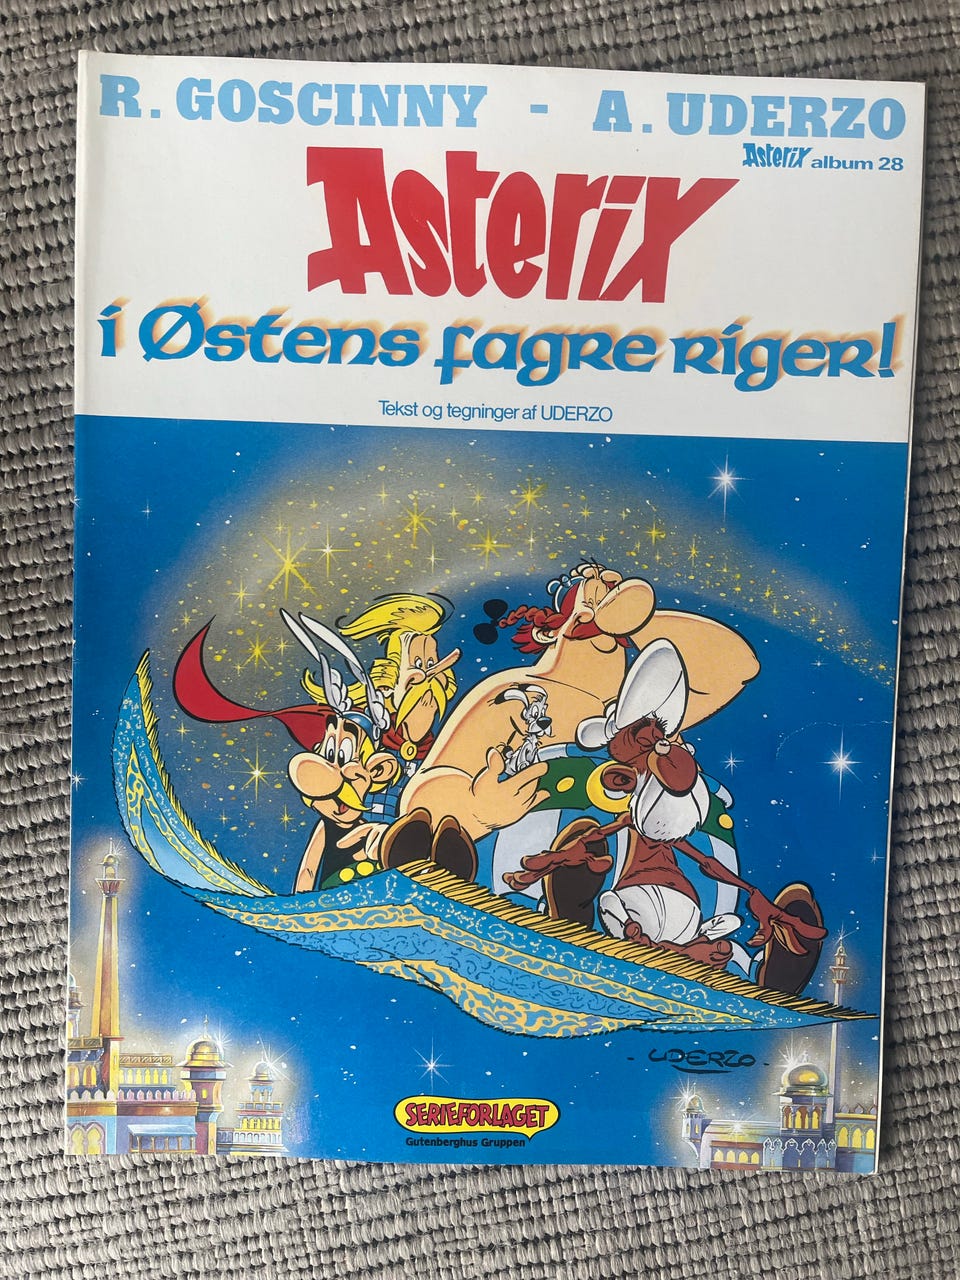 R. GOSCINNY - A. UDERZO
Asterix album 28
Asterix
i Østens fagre riger!
Tekst og tegninger af UDERZO
- UDERZO -
SERIEFORLAGET
Gutenberghus Gruppen